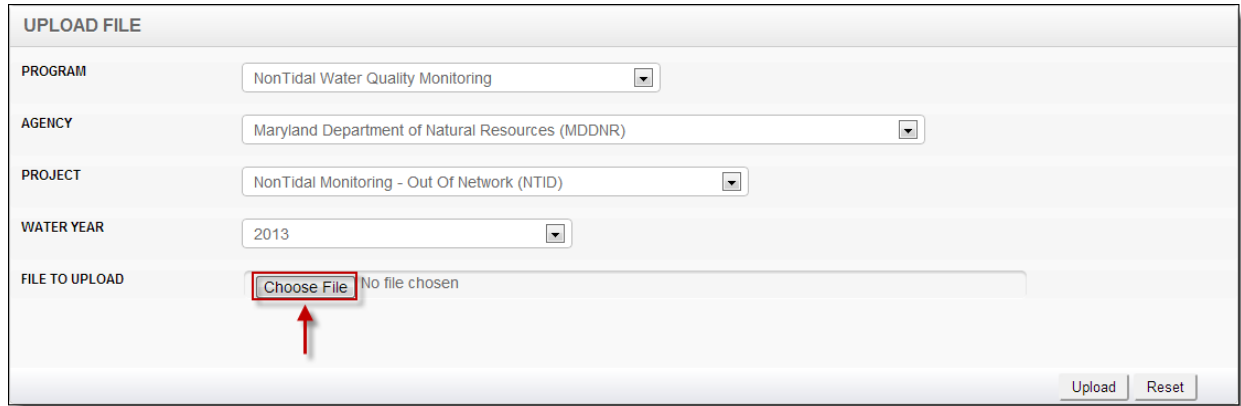 UPLOAD FILE
PROGRAM NonTidal Water Quality Monitoring
AGENCY Maryland Department of Natural Resources (MDDNR)
PROJECT NonTidal Monitoring - Out Of Network (NTID)
WATER YEAR 2013
FILE TO UPLOAD Choose File No file chosen
Upload Reset